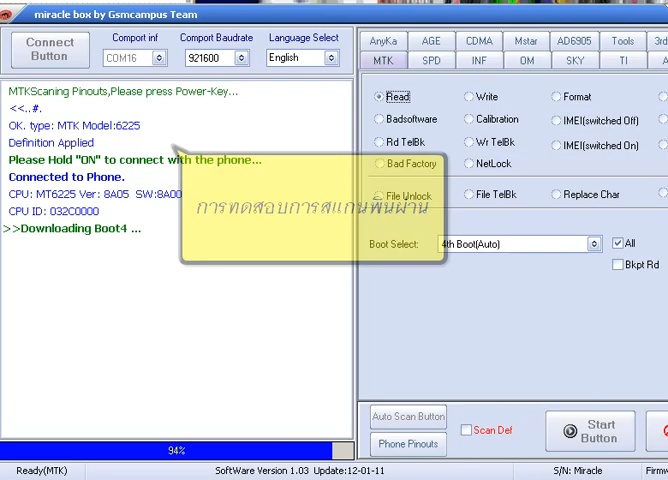 miracle box by Gsmcampus Team
Connect Button
Comport inf
Comport Baudrate
Language Select
COM16
921600
English
AnyKa
AGE
CDMA
Mstar
AD6905
Tools
3rd
MTK
SPD
INF
OM
SKY
TI
MTKScaning Pinouts,Please press Power-Key...
<<..#.
OK. type: MTK Model:6225
Definition Applied
Please Hold "ON" to connect with the phone...
Connected to Phone.
CPU: MT6225 Ver: 8A05 SW:8A00
CPU ID: 032C0000
>>Downloading Boot4 ...
การทดสอบการสแกนพินผ่าน
Read
Write
Format
Badsoftware
Calibration
IMEI(switched Off)
Rd TelBk
Wr TelBk
IMEI(switched On)
Bad Factory
NetLock
File Unlock
File TelBk
Replace Char
Boot Select:
4th Boot(Auto)
All
Bkpt Rd
Auto Scan Button
Scan Def
Start Button
Phone Pinouts
94%
Ready(MTK)
SoftWare Version 1.03 Update:12-01-11
S/N: Miracle
Firmw